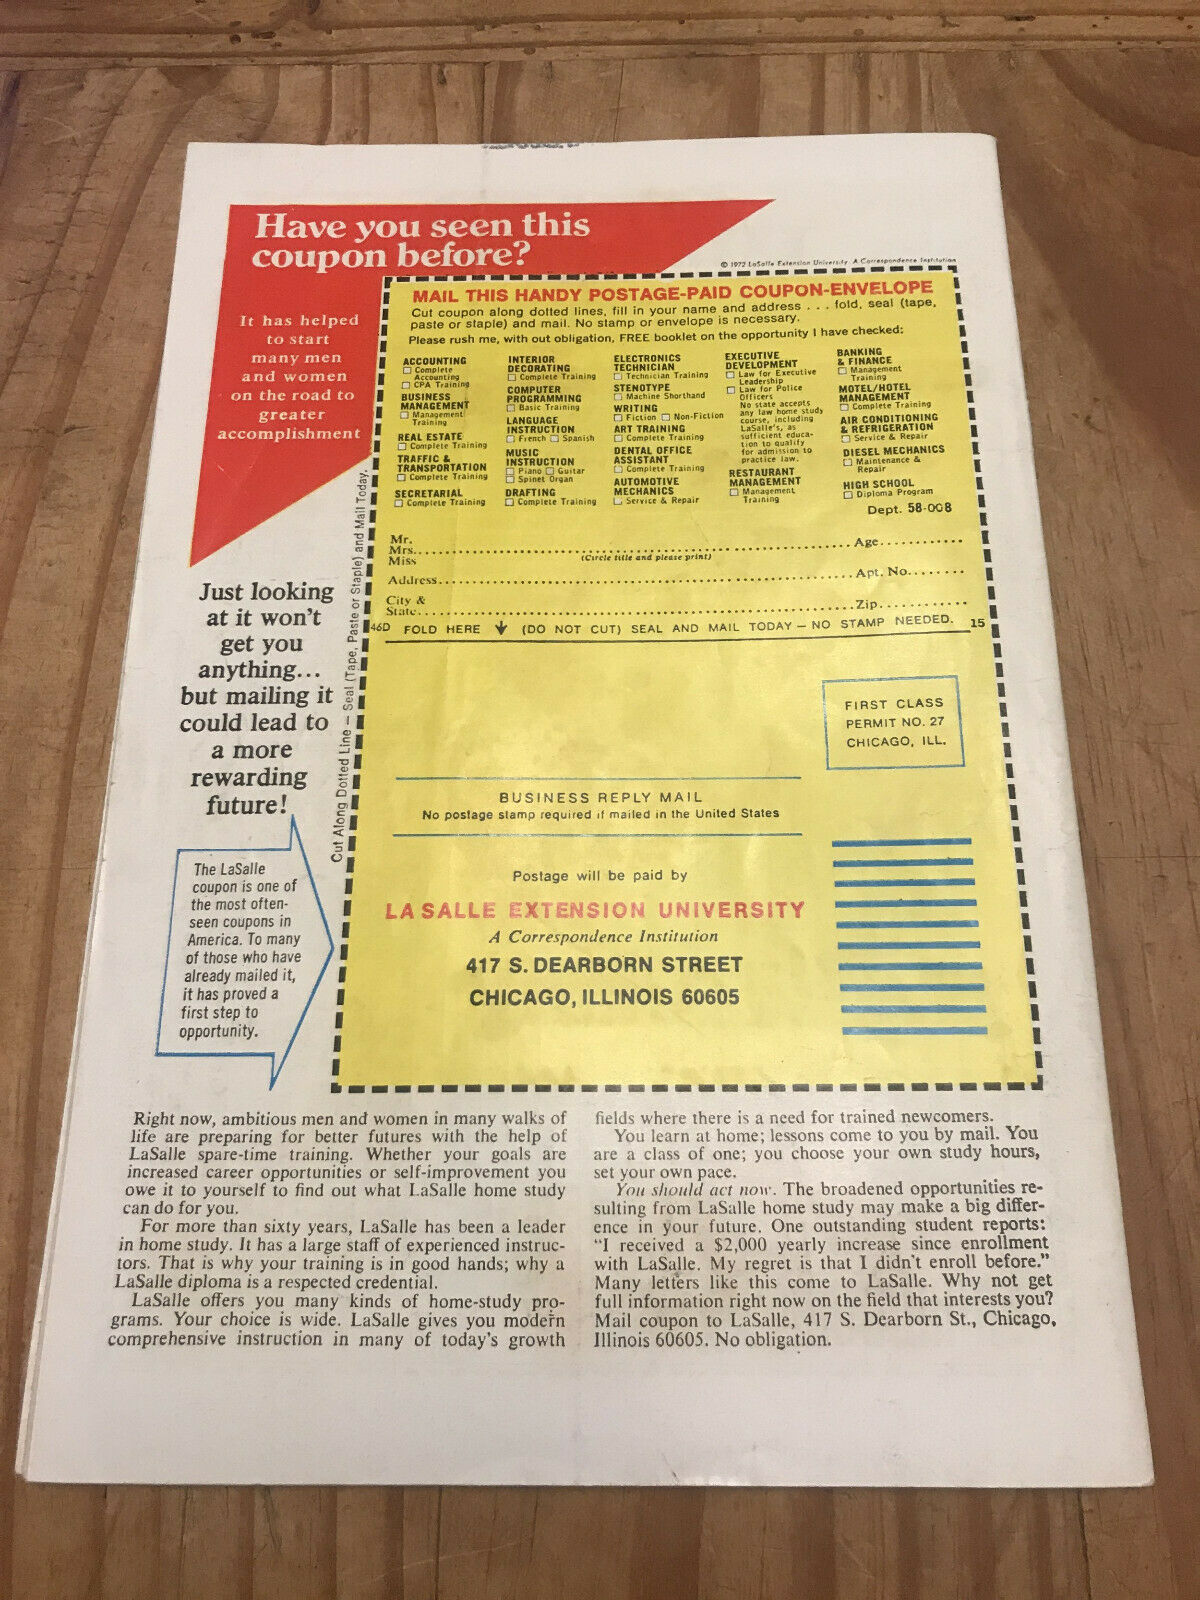 Have you seen this
coupon before?
It has helped
to start
many men
and women
on the road to
greater
accomplishment
Just looking
at it won't
get you
anything...
but mailing it
could lead to
a more
rewarding
future!
The LaSalle
coupon is one of
the most often-
seen coupons in
America. To many
of those who have
already mailed it,
it has proved a
first step to
opportunity.
Cut Along Dotted Line – Seal (Tape, Paste or Staple) and Mail Today.
© 1972 LaSalle Extension University A Correspondence Institution
MAIL THIS HANDY POSTAGE-PAID COUPON-ENVELOPE
Cut coupon along dotted lines, fill in your name and address . . . fold, seal (tape,
paste or staple) and mail. No stamp or envelope is necessary.
Please rush me, with out obligation, FREE booklet on the opportunity I have checked:
ACCOUNTING
☐ Complete
Accounting
☐ CPA Training
BUSINESS
MANAGEMENT
☐ Management
Training
REAL ESTATE
☐ Complete Training
TRAFFIC &
TRANSPORTATION
☐ Complete Training
SECRETARIAL
☐ Complete Training
INTERIOR
DECORATING
☐ Complete Training
COMPUTER
PROGRAMMING
☐ Basic Training
LANGUAGE
INSTRUCTION
☐ French ☐ Spanish
MUSIC
INSTRUCTION
☐ Piano ☐ Guitar
☐ Spinet Organ
DRAFTING
☐ Complete Training
ELECTRONICS
TECHNICIAN
☐ Technician Training
STENOTYPE
☐ Machine Shorthand
WRITING
☐ Fiction ☐ Non-Fiction
ART TRAINING
☐ Complete Training
DENTAL OFFICE
ASSISTANT
☐ Complete Training
AUTOMOTIVE
MECHANICS
☐ Service & Repair
EXECUTIVE
DEVELOPMENT
☐ Law for Executive
Leadership
☐ Law for Police
Officers
No state accepts
any law home study
course, including
LaSalle's, as
sufficient educa-
tion to qualify
for admission to
practice law.
RESTAURANT
MANAGEMENT
☐ Management
Training
BANKING
& FINANCE
☐ Management
Training
MOTEL/HOTEL
MANAGEMENT
☐ Complete Training
AIR CONDITIONING
& REFRIGERATION
☐ Service & Repair
DIESEL MECHANICS
☐ Maintenance &
Repair
HIGH SCHOOL
☐ Diploma Program
Dept. 58-008
Mr.
Mrs. Age
Miss (Circle title and please print)
Address Apt. No.
City &
State Zip
46D FOLD HERE ↓ (DO NOT CUT) SEAL AND MAIL TODAY – NO STAMP NEEDED. 15
FIRST CLASS
PERMIT NO. 27
CHICAGO, ILL.
BUSINESS REPLY MAIL
No postage stamp required if mailed in the United States
Postage will be paid by
LA SALLE EXTENSION UNIVERSITY
A Correspondence Institution
417 S. DEARBORN STREET
CHICAGO, ILLINOIS 60605
Right now, ambitious men and women in many walks of
life are preparing for better futures with the help of
LaSalle spare-time training. Whether your goals are
increased career opportunities or self-improvement you
owe it to yourself to find out what LaSalle home study
can do for you.
For more than sixty years, LaSalle has been a leader
in home study. It has a large staff of experienced instruc-
tors. That is why your training is in good hands; why a
LaSalle diploma is a respected credential.
LaSalle offers you many kinds of home-study pro-
grams. Your choice is wide. LaSalle gives you modern
comprehensive instruction in many of today's growth
fields where there is a need for trained newcomers.
You learn at home; lessons come to you by mail. You
are a class of one; you choose your own study hours,
set your own pace.
You should act now. The broadened opportunities re-
sulting from LaSalle home study may make a big differ-
ence in your future. One outstanding student reports:
"I received a $2,000 yearly increase since enrollment
with LaSalle. My regret is that I didn't enroll before."
Many letters like this come to LaSalle. Why not get
full information right now on the field that interests you?
Mail coupon to LaSalle, 417 S. Dearborn St., Chicago,
Illinois 60605. No obligation.